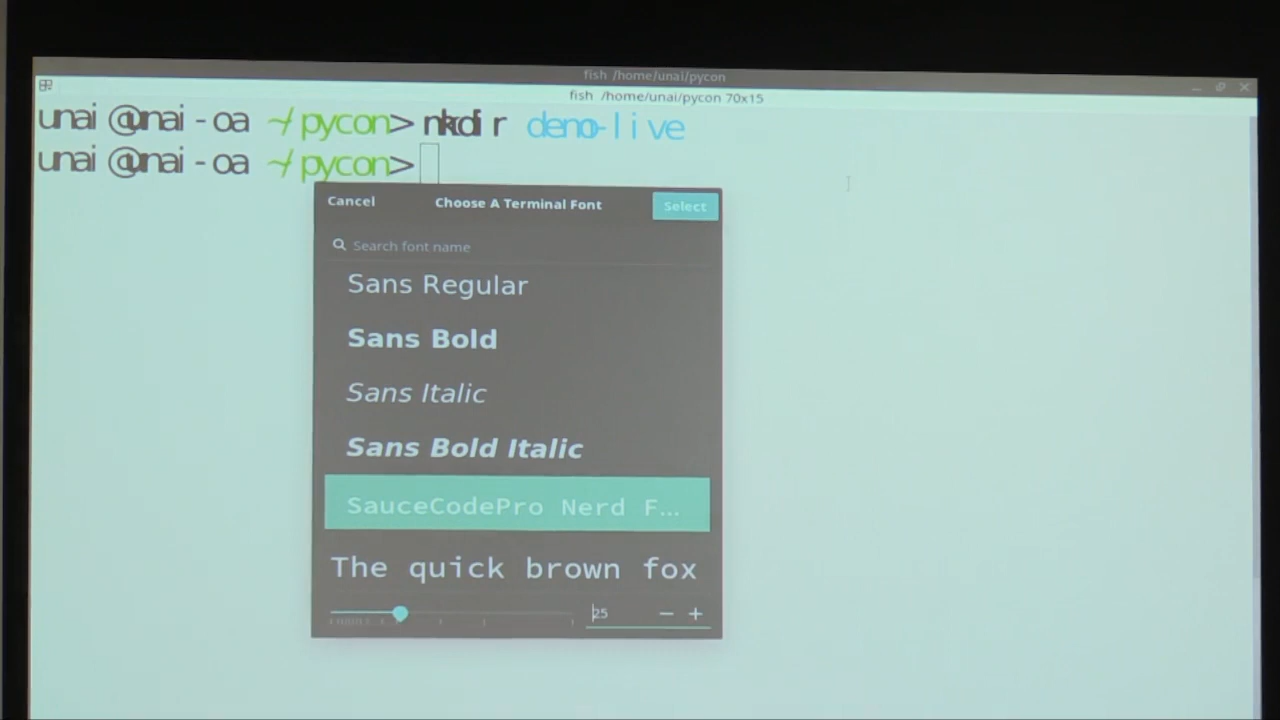 fish /home/unai/pycon
fish /home/unai/pycon 70x15
unai@unai-oa ~/pycon> mkdir demo-live
unai@unai-oa ~/pycon>
Cancel
Choose A Terminal Font
Select
Search font name
Sans Regular
Sans Bold
Sans Italic
Sans Bold Italic
SauceCodePro Nerd F...
The quick brown fox
25